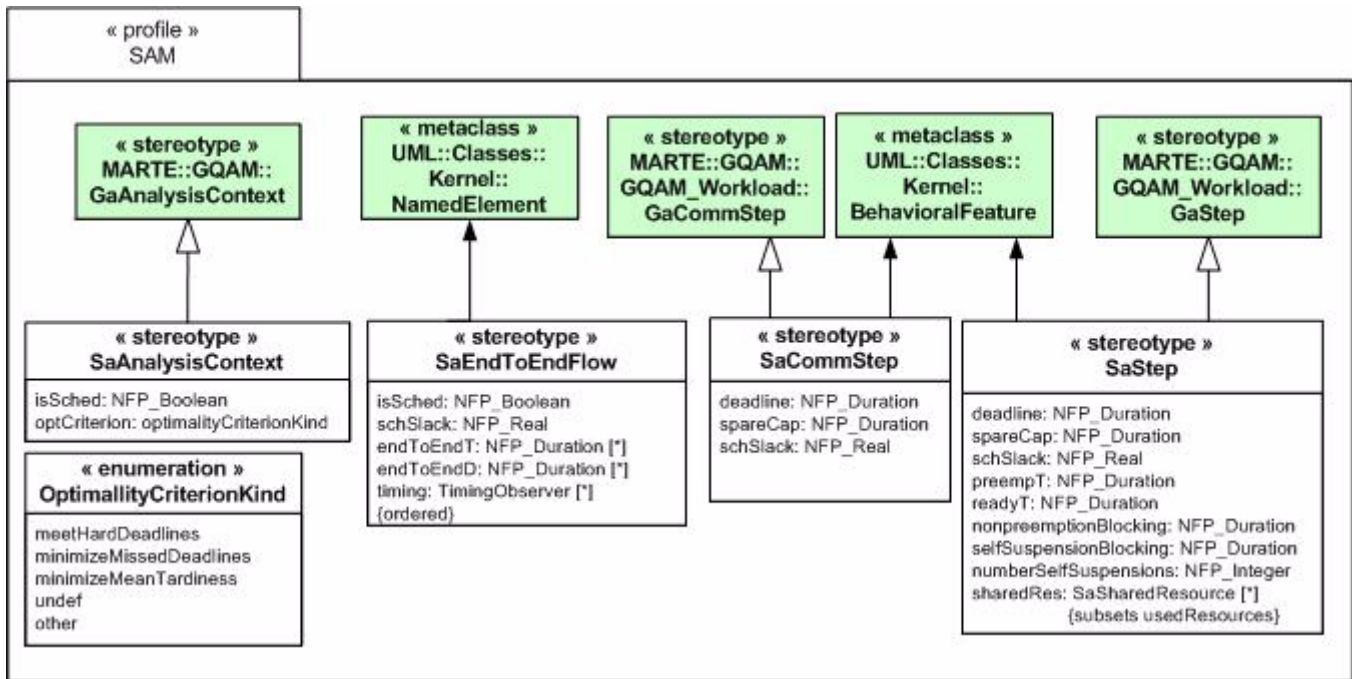 « profile »
SAM
« stereotype »
MARTE::GQAM::
GaAnalysisContext
« metaclass »
UML::Classes::
Kernel::
NamedElement
« stereotype »
MARTE::GQAM::
GQAM_Workload::
GaCommStep
« metaclass »
UML::Classes::
Kernel::
BehavioralFeature
« stereotype »
MARTE::GQAM::
GQAM_Workload::
GaStep
« stereotype »
SaAnalysisContext
isSched: NFP_Boolean
optCriterion: optimalityCriterionKind
« enumeration »
OptimallityCriterionKind
meetHardDeadlines
minimizeMissedDeadlines
minimizeMeanTardiness
undef
other
« stereotype »
SaEndToEndFlow
isSched: NFP_Boolean
schSlack: NFP_Real
endToEndT: NFP_Duration [*]
endToEndD: NFP_Duration [*]
timing: TimingObserver [*]
{ordered}
« stereotype »
SaCommStep
deadline: NFP_Duration
spareCap: NFP_Duration
schSlack: NFP_Real
« stereotype »
SaStep
deadline: NFP_Duration
spareCap: NFP_Duration
schSlack: NFP_Real
preempT: NFP_Duration
readyT: NFP_Duration
nonpreemptionBlocking: NFP_Duration
selfSuspensionBlocking: NFP_Duration
numberSelfSuspensions: NFP_Integer
sharedRes: SaSharedResource [*]
{subsets usedResources}